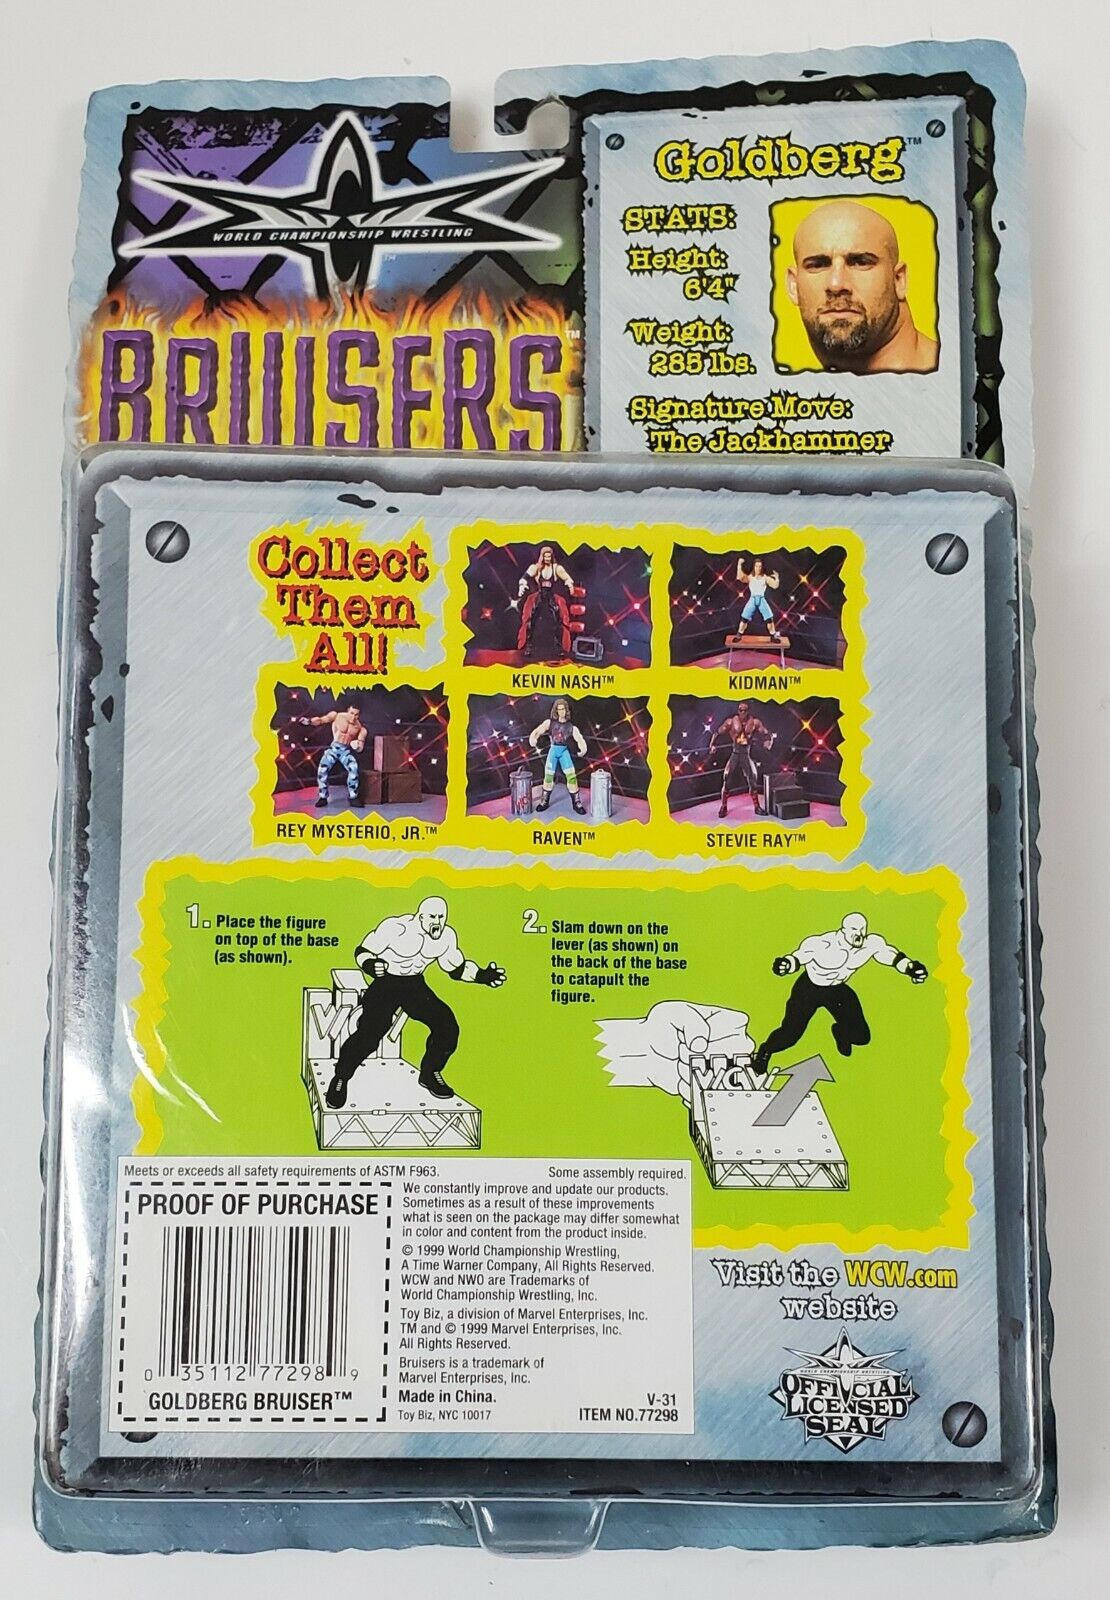 WORLD CHAMPIONSHIP WRESTLING
TM
BRUISERS™
Goldberg™
STATS:
Height:
6'4"
Weight:
285 lbs.
Signature Move:
The Jackhammer
Collect
Them
All!
KEVIN NASH™
KIDMAN™
REY MYSTERIO, JR.™
RAVEN™
STEVIE RAY™
1. Place the figure
on top of the base
(as shown).
WCW
2. Slam down on the
lever (as shown) on
the back of the base
to catapult the
figure.
WCW
Meets or exceeds all safety requirements of ASTM F963.
Some assembly required.
PROOF OF PURCHASE
0 35112 77298 9
GOLDBERG BRUISER™
We constantly improve and update our products.
Sometimes as a result of these improvements
what is seen on the package may differ somewhat
in color and content from the product inside.
© 1999 World Championship Wrestling,
A Time Warner Company, All Rights Reserved.
WCW and NWO are Trademarks of
World Championship Wrestling, Inc.
Toy Biz, a division of Marvel Enterprises, Inc.
TM and © 1999 Marvel Enterprises, Inc.
All Rights Reserved.
Bruisers is a trademark of
Marvel Enterprises, Inc.
Made in China.
Toy Biz, NYC 10017
V-31
ITEM NO.77298
Visit the WCW.com
website
WORLD CHAMPIONSHIP WRESTLING
OFFICIAL
LICENSED
SEAL